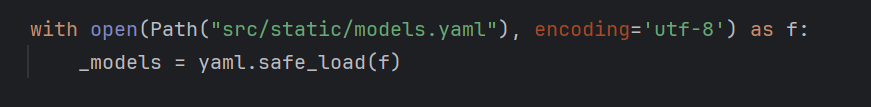 with open(Path("src/static/models.yaml"), encoding='utf-8') as f:
    _models = yaml.safe_load(f)